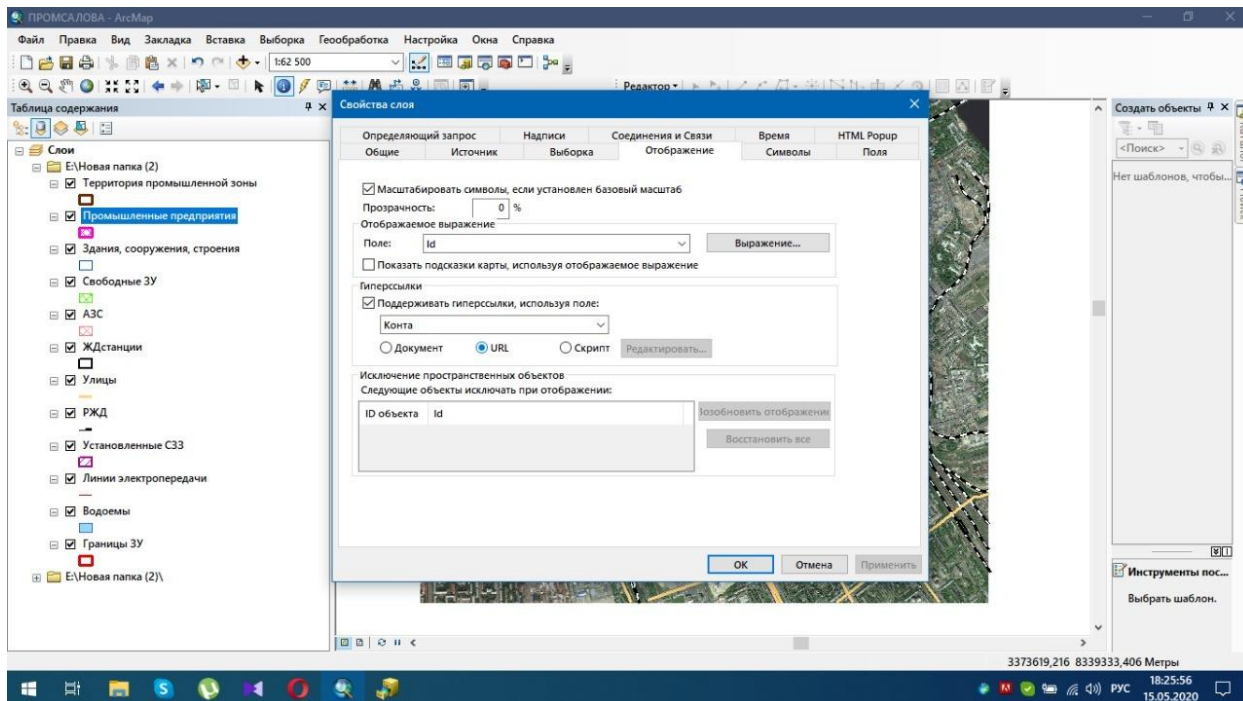 ПРОМСАЛОВА - ArcMap
Файл Правка Вид Закладка Вставка Выборка Геообработка Настройка Окна Справка
1:62 500
Редактор
Таблица содержания
Слои
E:\Новая папка (2)
Территория промышленной зоны
Промышленные предприятия
Здания, сооружения, строения
Свободные ЗУ
АЗС
ЖДстанции
Улицы
РЖД
Установленные СЗЗ
Линии электропередачи
Водоемы
Границы ЗУ
E:\Новая папка (2)\
Свойства слоя
Определяющий запрос Надписи Соединения и Связи Время HTML Popup
Общие Источник Выборка Отображение Символы Поля
Масштабировать символы, если установлен базовый масштаб
Прозрачность: 0 %
Отображаемое выражение
Поле: Id Выражение...
Показать подсказки карты, используя отображаемое выражение
Гиперссылки
Поддерживать гиперссылки, используя поле:
Конта
Документ URL Скрипт Редактировать...
Исключение пространственных объектов
Следующие объекты исключать при отображении:
ID объекта Id
Возобновить отображение
Восстановить все
OK Отмена Применить
Создать объекты
<Поиск>
Нет шаблонов, чтобы...
Инструменты пос...
Выбрать шаблон.
3373619,216 8339333,406 Метры
РУС
18:25:56
15.05.2020